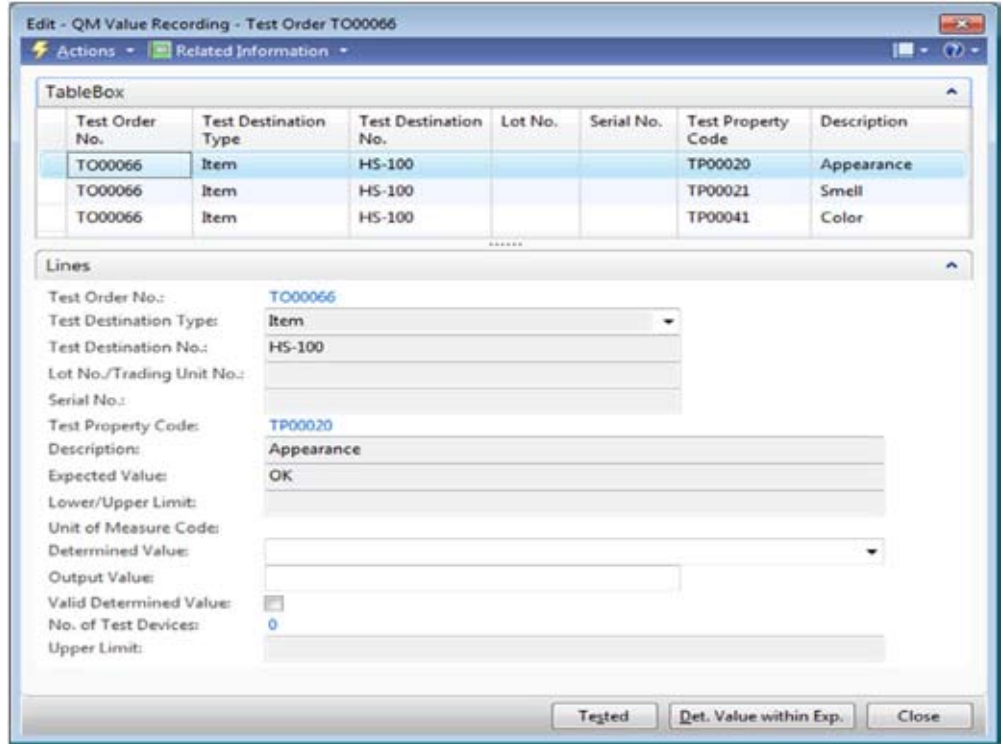 Edit - QM Value Recording - Test Order TO00066
Actions Related Information
TableBox
Test Order No. Test Destination Type Test Destination No. Lot No. Serial No. Test Property Code Description
TO00066 Item HS-100 TP00020 Appearance
TO00066 Item HS-100 TP00021 Smell
TO00066 Item HS-100 TP00041 Color
Lines
Test Order No.: TO00066
Test Destination Type: Item
Test Destination No.: HS-100
Lot No./Trading Unit No.:
Serial No.:
Test Property Code: TP00020
Description: Appearance
Expected Value: OK
Lower/Upper Limit:
Unit of Measure Code:
Determined Value:
Output Value:
Valid Determined Value:
No. of Test Devices: 0
Upper Limit:
Tested Det. Value within Exp. Close